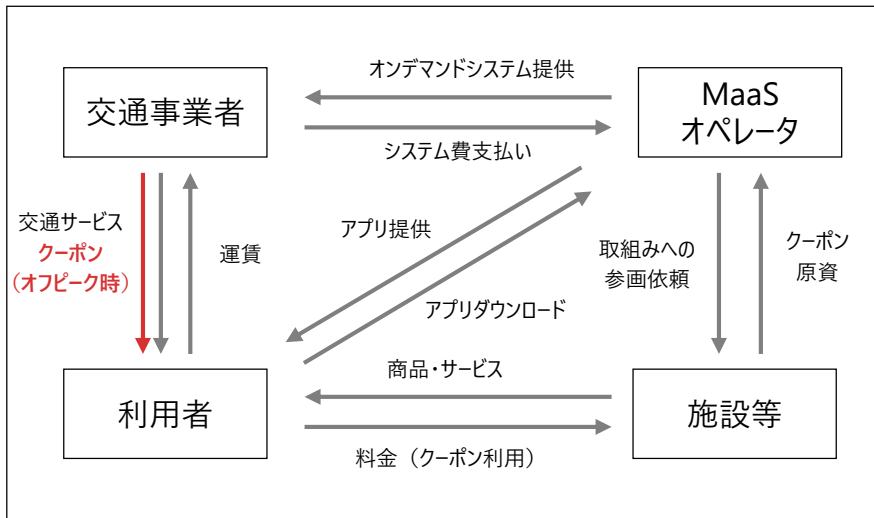 オンデマンドシステム提供
交通事業者
MaaS
オペレータ
システム費支払い
交通サービス
クーポン
（オフピーク時）
運賃
アプリ提供
取組みへの
参画依頼
クーポン
原資
アプリダウンロード
商品・サービス
利用者
施設等
料金（クーポン利用）